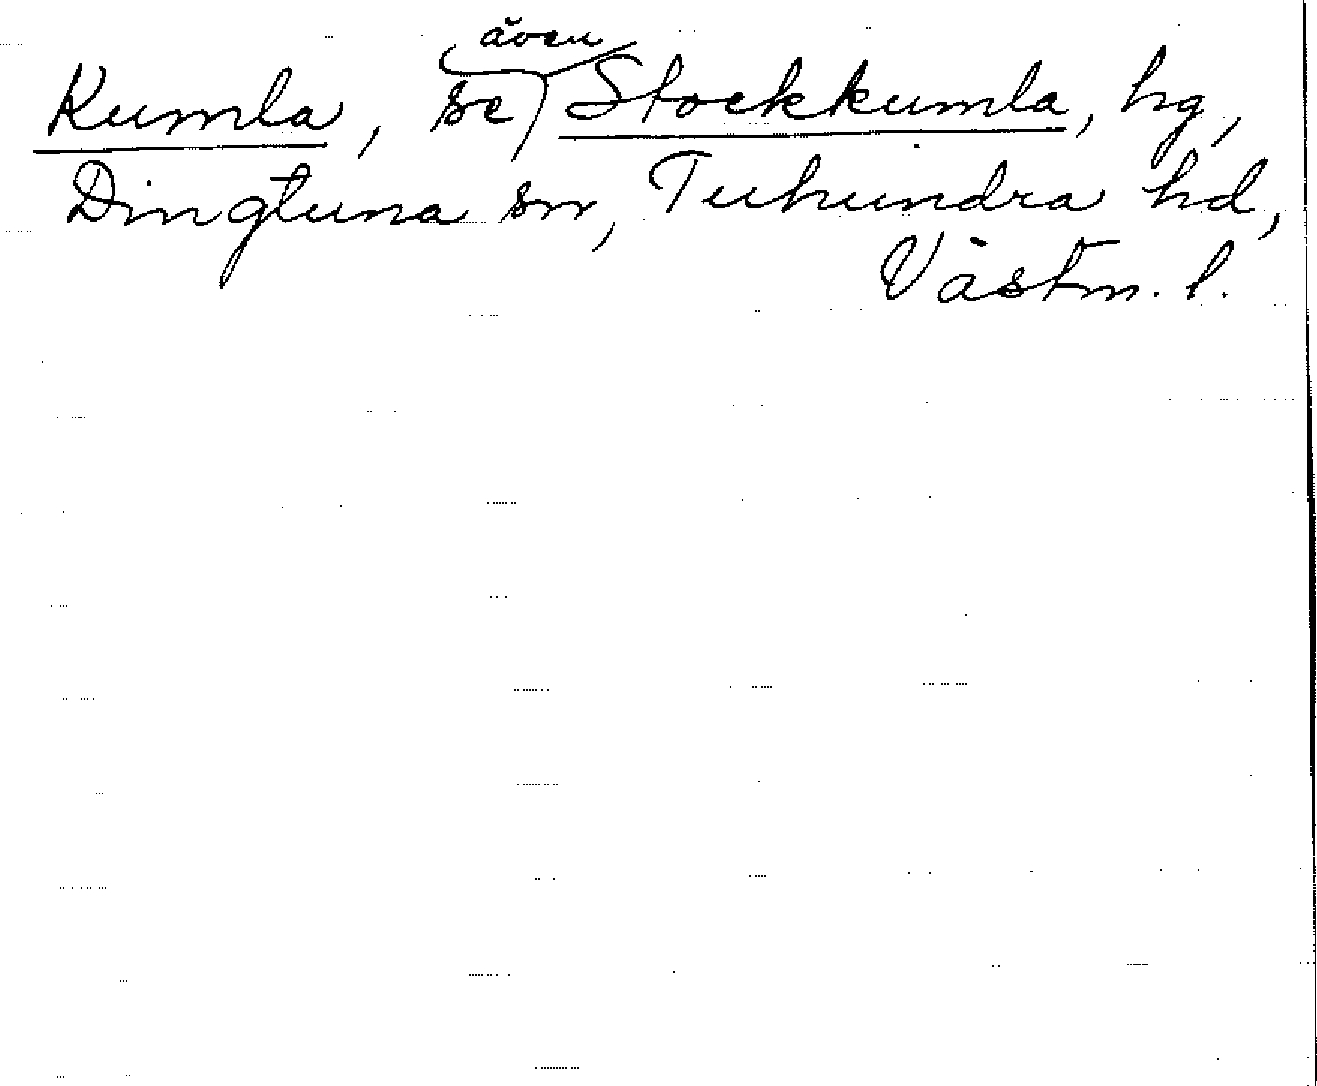 Kumla, se även Stockkumla, hg,
Dingtuna sn, Tuhundra hd,
Västm. l.